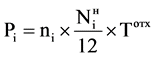 Pᵢ = nᵢ × Nᵢᴴ / 12 × Tᵒᵀˣ